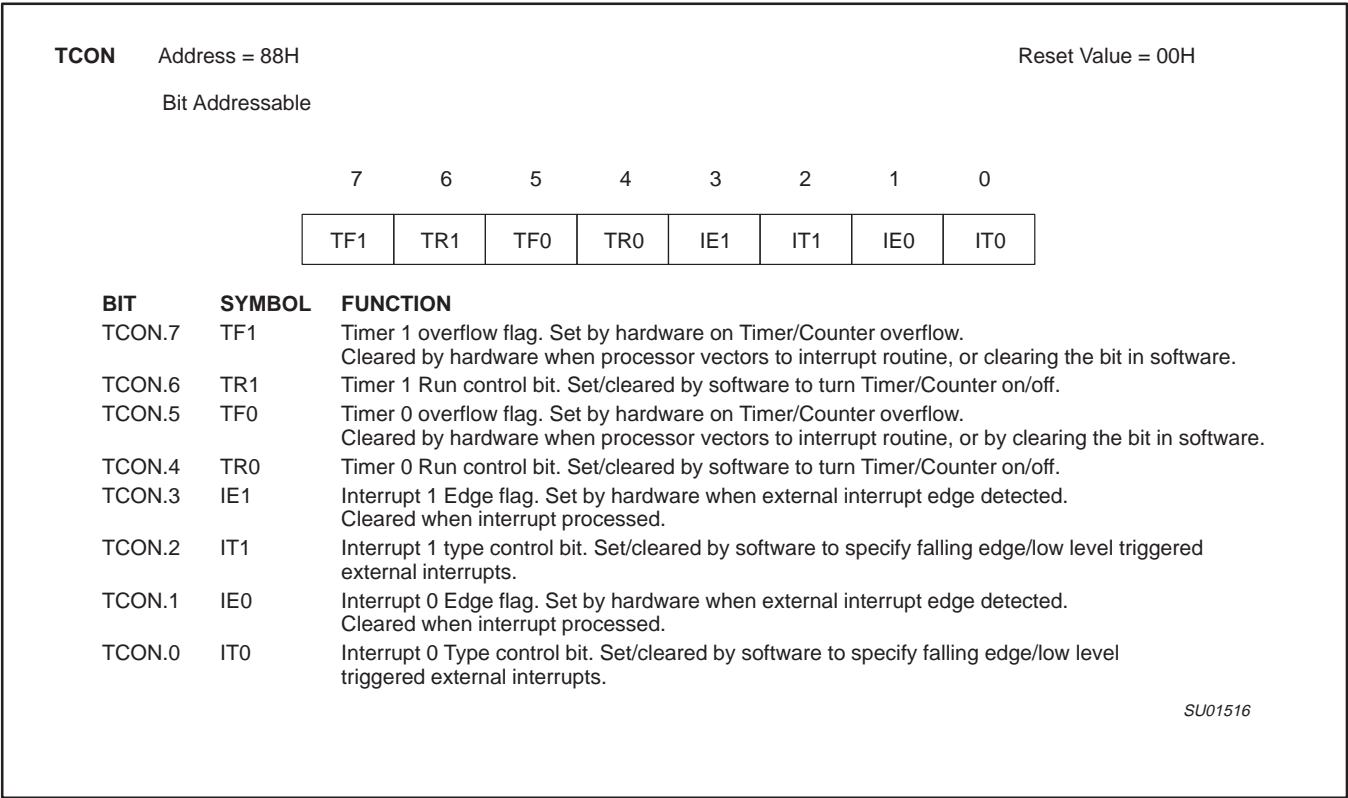 TCON Address = 88H Reset Value = 00H
Bit Addressable
7 6 5 4 3 2 1 0
TF1 TR1 TF0 TR0 IE1 IT1 IE0 IT0
BIT SYMBOL FUNCTION
TCON.7 TF1 Timer 1 overflow flag. Set by hardware on Timer/Counter overflow.
Cleared by hardware when processor vectors to interrupt routine, or clearing the bit in software.
TCON.6 TR1 Timer 1 Run control bit. Set/cleared by software to turn Timer/Counter on/off.
TCON.5 TF0 Timer 0 overflow flag. Set by hardware on Timer/Counter overflow.
Cleared by hardware when processor vectors to interrupt routine, or by clearing the bit in software.
TCON.4 TR0 Timer 0 Run control bit. Set/cleared by software to turn Timer/Counter on/off.
TCON.3 IE1 Interrupt 1 Edge flag. Set by hardware when external interrupt edge detected.
Cleared when interrupt processed.
TCON.2 IT1 Interrupt 1 type control bit. Set/cleared by software to specify falling edge/low level triggered
external interrupts.
TCON.1 IE0 Interrupt 0 Edge flag. Set by hardware when external interrupt edge detected.
Cleared when interrupt processed.
TCON.0 IT0 Interrupt 0 Type control bit. Set/cleared by software to specify falling edge/low level
triggered external interrupts.
SU01516